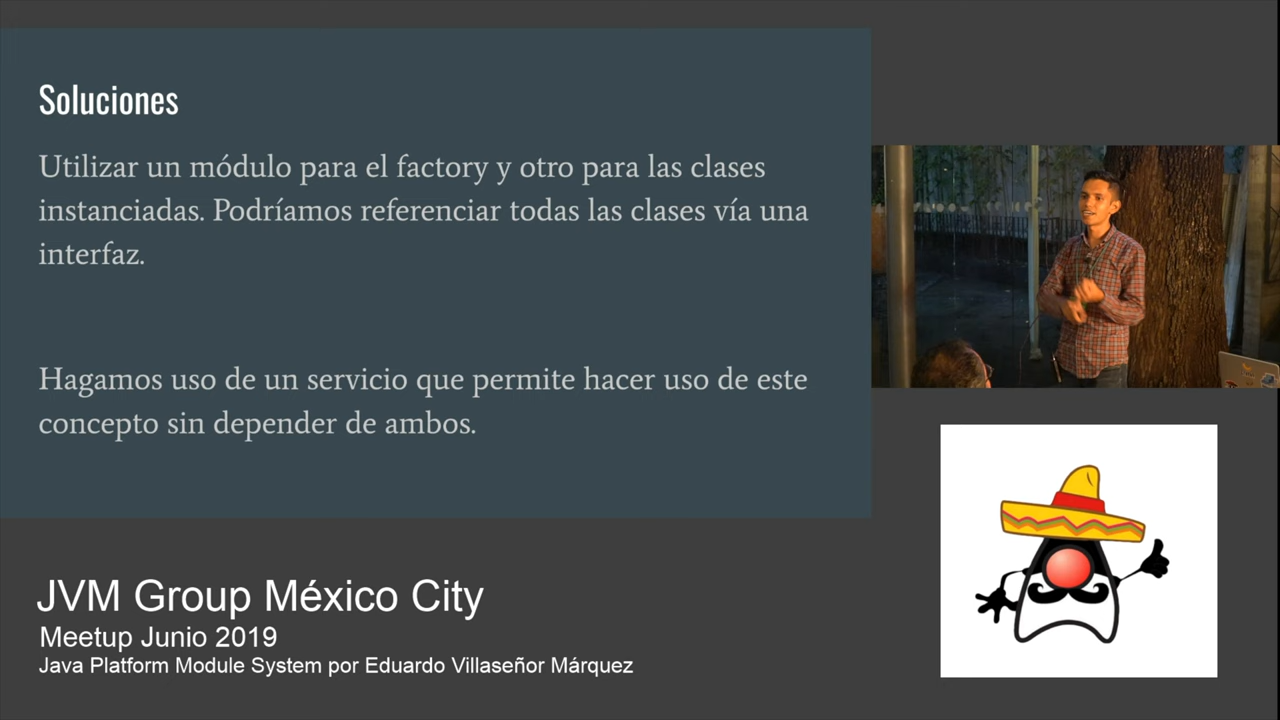 Soluciones
Utilizar un módulo para el factory y otro para las clases
instanciadas. Podríamos referenciar todas las clases vía una
interfaz.
Hagamos uso de un servicio que permite hacer uso de este
concepto sin depender de ambos.
JVM Group México City
Meetup Junio 2019
Java Platform Module System por Eduardo Villaseñor Márquez